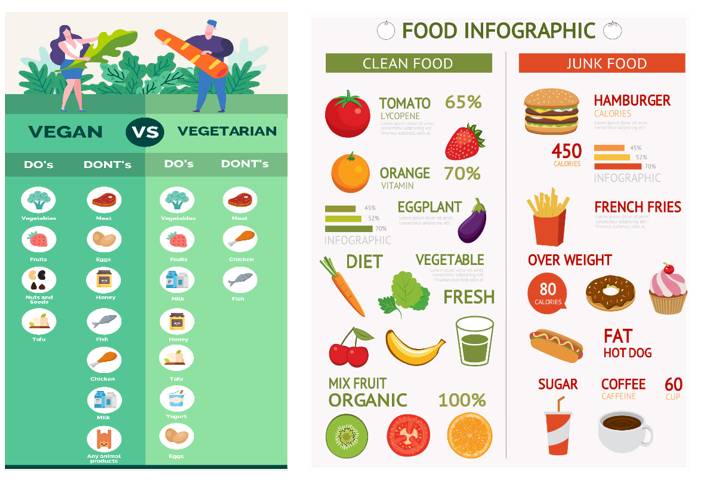 VEGAN VS VEGETARIAN
DO's DONT's DO's DONT's
Vegetables Meat Vegetables Meat
Fruits Eggs Fruits Chicken
Nuts and Seeds Honey Milk Fish
Tofu Fish Honey
Chicken Tofu
Milk Yogurt
Any animal products Eggs
FOOD INFOGRAPHIC
CLEAN FOOD
TOMATO 65%
LYCOPENE
ORANGE 70%
VITAMIN
45%
52%
70%
INFOGRAPHIC
EGGPLANT
DIET
VEGETABLE
FRESH
MIX FRUIT
ORGANIC 100%
JUNK FOOD
HAMBURGER
CALORIES
450
CALORIES
45%
52%
70%
INFOGRAPHIC
FRENCH FRIES
OVER WEIGHT
80
CALORIES
FAT
HOT DOG
SUGAR
COFFEE
CAFFEINE
60
CUP